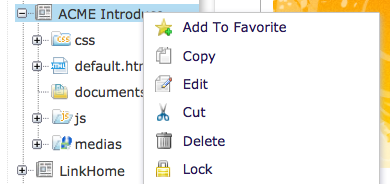 ACME Introduc
css
default.htm
documents
js
medias
LinkHome
Add To Favorite
Copy
Edit
Cut
Delete
Lock